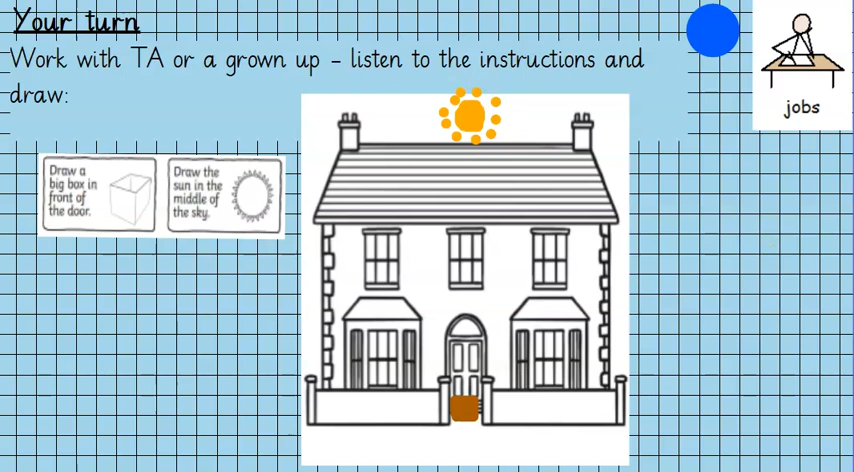 Your turn
Work with TA or a grown up – listen to the instructions and
draw:
jobs
Draw a
big box in
front of
the door.
Draw the
sun in the
middle of
the sky.